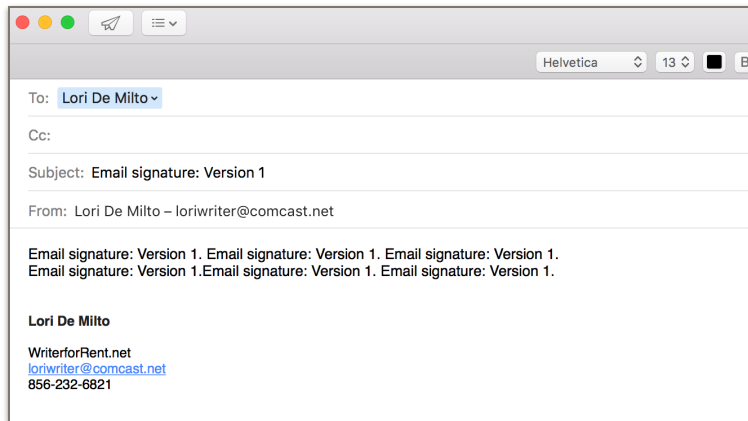 Helvetica 13
To: Lori De Milto
Cc:
Subject: Email signature: Version 1
From: Lori De Milto – loriwriter@comcast.net
Email signature: Version 1. Email signature: Version 1. Email signature: Version 1.
Email signature: Version 1.Email signature: Version 1. Email signature: Version 1.
Lori De Milto
WriterforRent.net
loriwriter@comcast.net
856-232-6821